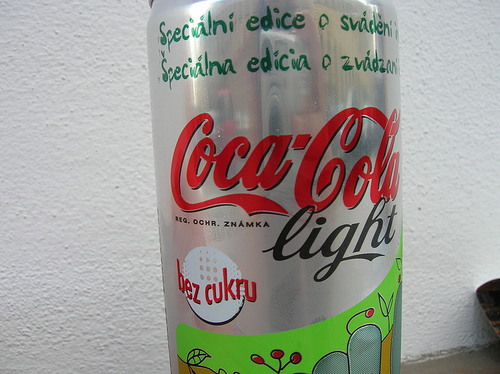 Speciální edice o svádění
Špeciálna edícia o zvádzaní
Coca-Cola
light
REG. OCHR. ZNÁMKA
bez cukru